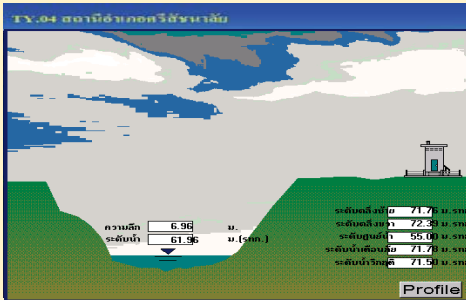 TY.04 สถานีอำเภอศรีสัชนาลัย
ความลึก 6.96 ม.
ระดับน้ำ 61.96 ม.(รทก.)
ระดับตลิ่งซ้าย 71.76 ม.รทก
ระดับตลิ่งขวา 72.39 ม.รทก
ระดับศูนย์น้ำ 55.00 ม.รทก
ระดับน้ำเตือนภัย 71.78 ม.รทก
ระดับน้ำวิกฤติ 71.50 ม.รทก
Profile